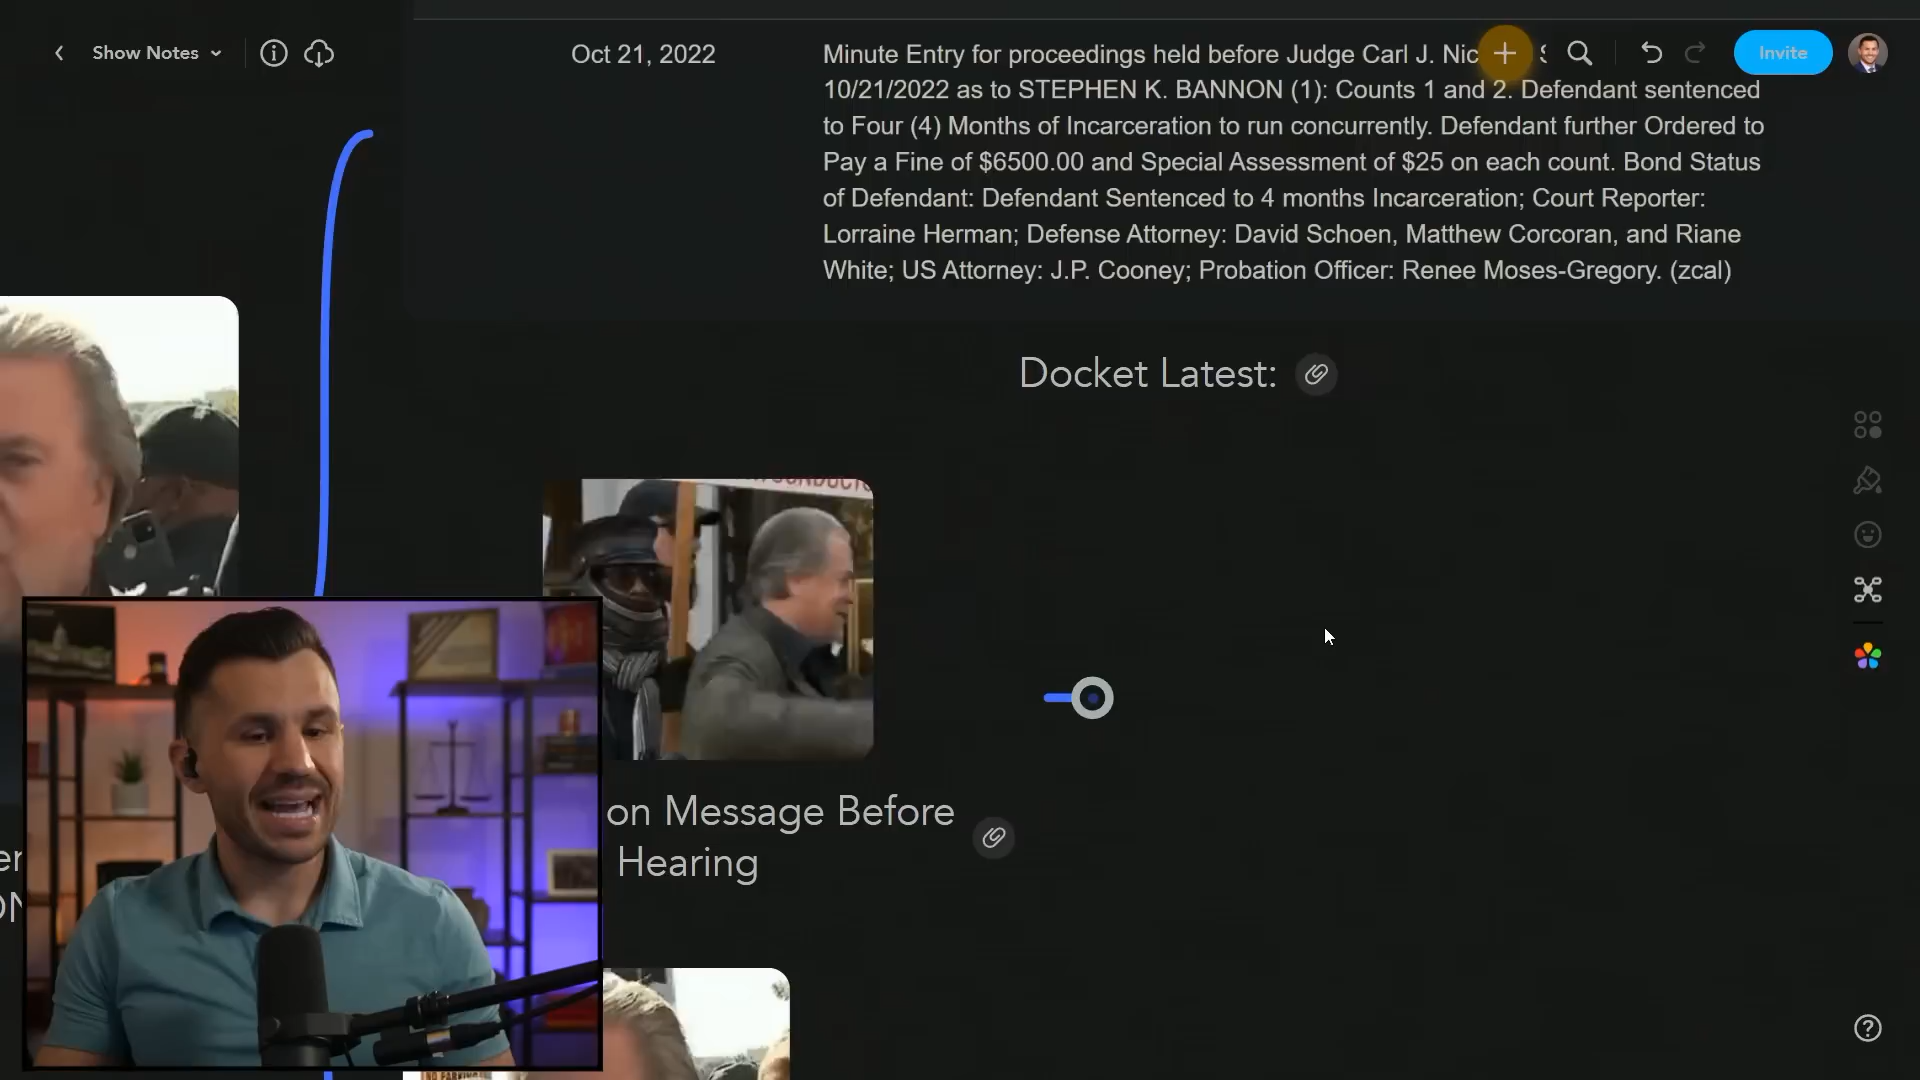 Show Notes
Invite
Oct 21, 2022
Minute Entry for proceedings held before Judge Carl J. Nic
10/21/2022 as to STEPHEN K. BANNON (1): Counts 1 and 2. Defendant sentenced
to Four (4) Months of Incarceration to run concurrently. Defendant further Ordered to
Pay a Fine of $6500.00 and Special Assessment of $25 on each count. Bond Status
of Defendant: Defendant Sentenced to 4 months Incarceration; Court Reporter:
Lorraine Herman; Defense Attorney: David Schoen, Matthew Corcoran, and Riane
White; US Attorney: J.P. Cooney; Probation Officer: Renee Moses-Gregory. (zcal)
Docket Latest:
on Message Before
Hearing